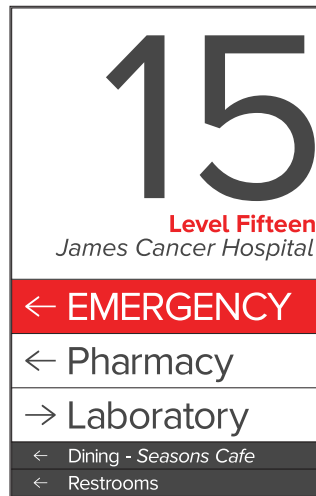 15
Level Fifteen
James Cancer Hospital
← EMERGENCY
← Pharmacy
→ Laboratory
← Dining - Seasons Cafe
← Restrooms